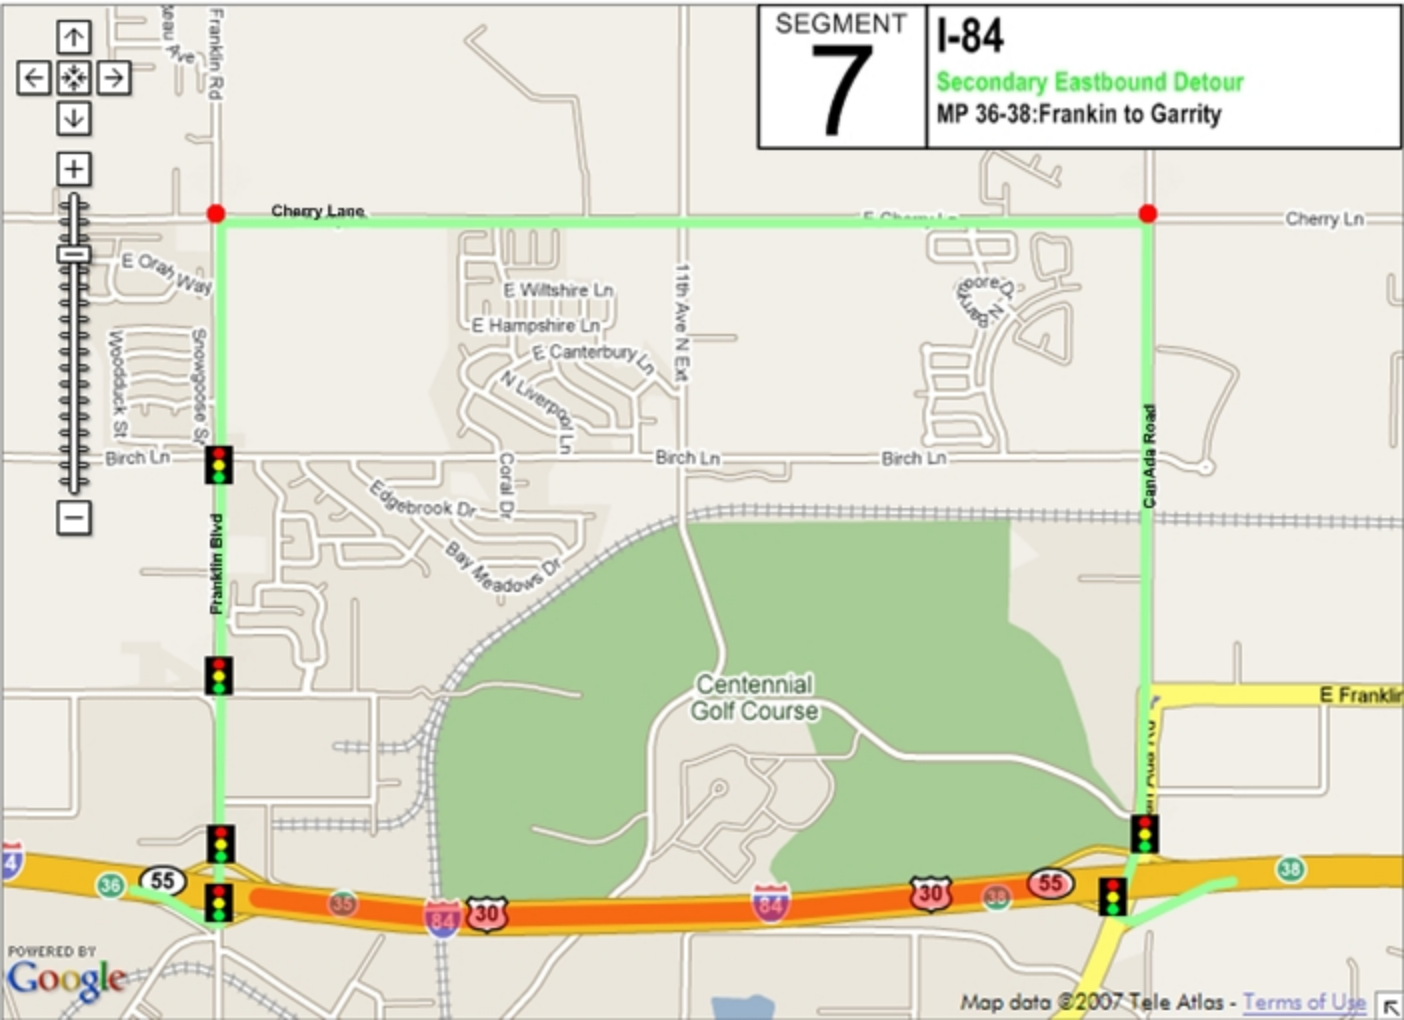 SEGMENT
7
I-84
Secondary Eastbound Detour
MP 36-38:Frankin to Garrity
Franklin Rd
Cherry Lane
E Cherry Ln
Cherry Ln
E Orah Way
E Wiltshire Ln
11th Ave N Ext
E Hampshire Ln
E Canterbury Ln
N Liverpool Ln
Woodduck St
Snowgoose St
Birch Ln
Birch Ln
Birch Ln
CanAda Road
Coral Dr
Edgebrook Dr
Bay Meadows Dr
Franklin Blvd
Centennial
Golf Course
E Franklin
36
55
35
84
30
84
30
38
55
38
POWERED BY
Google
Map data ©2007 Tele Atlas - Terms of Use